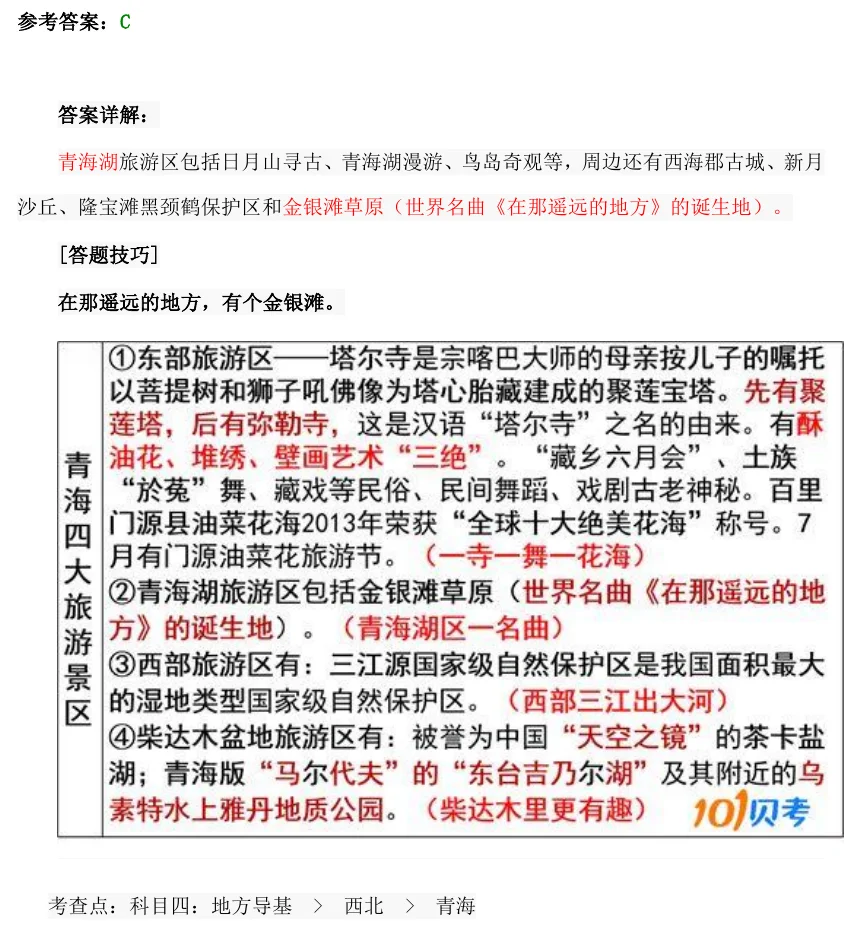 参考答案：C
答案详解：
青海湖旅游区包括日月山寻古、青海湖漫游、鸟岛奇观等，周边还有西海郡古城、新月
沙丘、隆宝滩黑颈鹤保护区和金银滩草原（世界名曲《在那遥远的地方》的诞生地）。
[答题技巧]
在那遥远的地方，有个金银滩。
青海四大旅游景区
①东部旅游区——塔尔寺是宗喀巴大师的母亲按儿子的嘱托
以菩提树和狮子吼佛像为塔心胎藏建成的聚莲宝塔。先有聚
莲塔，后有弥勒寺，这是汉语“塔尔寺”之名的由来。有酥
油花、堆绣、壁画艺术“三绝”。“藏乡六月会”、土族
“於菟”舞、藏戏等民俗、民间舞蹈、戏剧古老神秘。百里
门源县油菜花海2013年荣获“全球十大绝美花海”称号。7
月有门源油菜花旅游节。（一寺一舞一花海）
②青海湖旅游区包括金银滩草原（世界名曲《在那遥远的地
方》的诞生地）。（青海湖区一名曲）
③西部旅游区有：三江源国家级自然保护区是我国面积最大
的湿地类型国家级自然保护区。（西部三江出大河）
④柴达木盆地旅游区有：被誉为中国“天空之镜”的茶卡盐
湖；青海版“马尔代夫”的“东台吉乃尔湖”及其附近的乌
素特水上雅丹地质公园。（柴达木里更有趣）
101贝考
考查点：科目四：地方导基 > 西北 > 青海